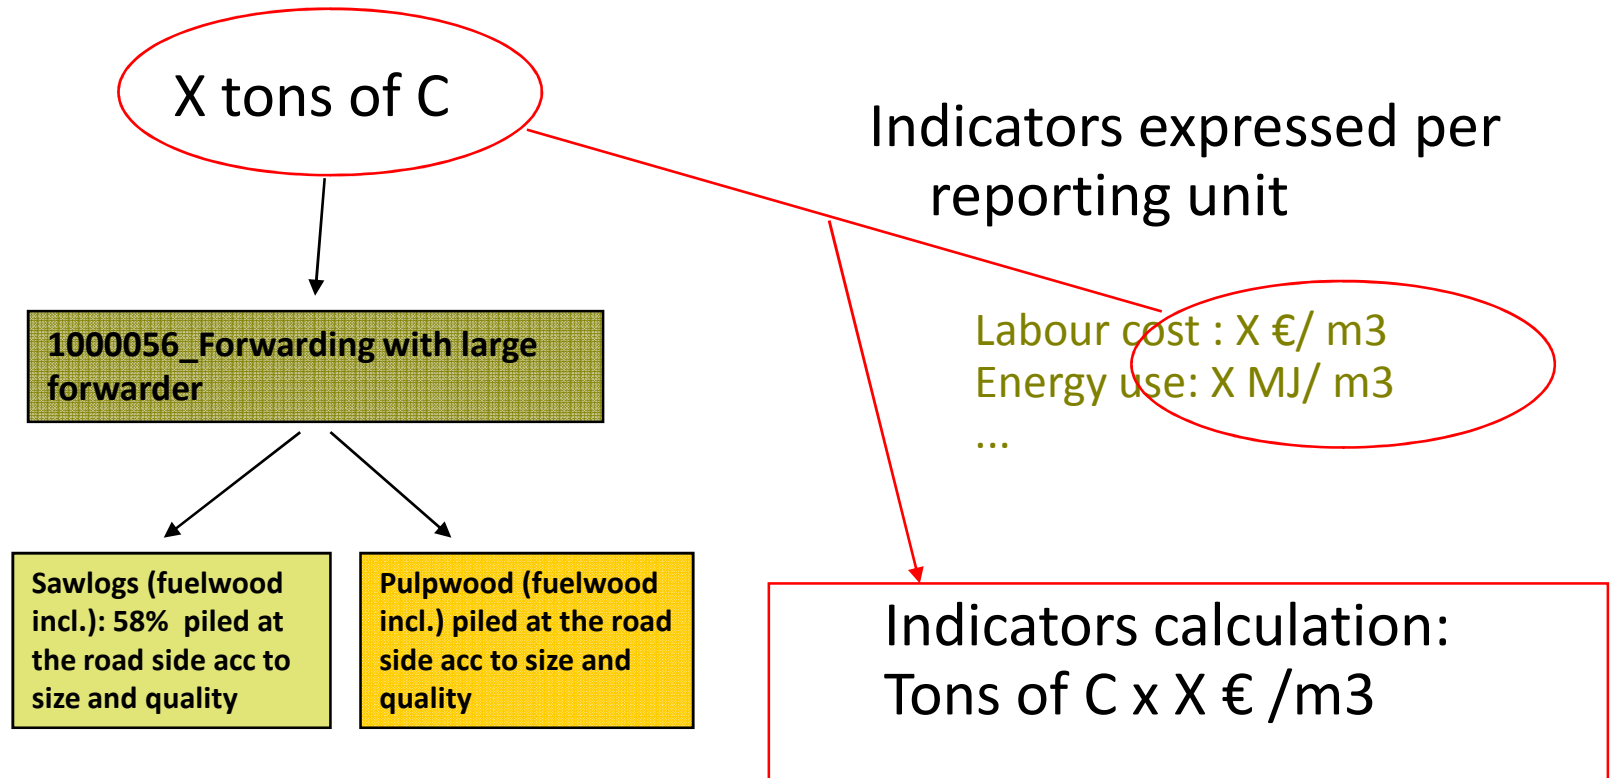 X tons of C
Indicators expressed per
reporting unit
1000056_Forwarding with large
forwarder
Labour cost : X €/ m3
Energy use: X MJ/ m3
...
Sawlogs (fuelwood
incl.): 58% piled at
the road side acc to
size and quality
Pulpwood (fuelwood
incl.) piled at the road
side acc to size and
quality
Indicators calculation:
Tons of C x X € /m3